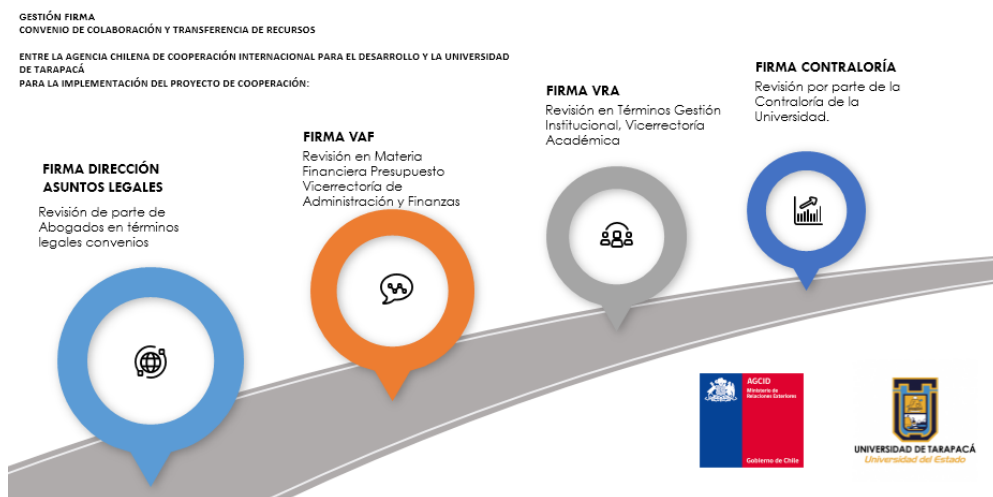 GESTIÓN FIRMA
CONVENIO DE COLABORACIÓN Y TRANSFERENCIA DE RECURSOS
ENTRE LA AGENCIA CHILENA DE COOPERACIÓN INTERNACIONAL PARA EL DESARROLLO Y LA UNIVERSIDAD
DE TARAPACÁ
PARA LA IMPLEMENTACIÓN DEL PROYECTO DE COOPERACIÓN:
FIRMA DIRECCIÓN
ASUNTOS LEGALES
Revisión de parte de
Abogados en términos
legales convenios
FIRMA VAF
Revisión en Materia
Financiera Presupuesto
Vicerrectoría de
Administración y Finanzas
FIRMA VRA
Revisión en Términos Gestión
Institucional, Vicerrectoría
Académica
FIRMA CONTRALORÍA
Revisión por parte de la
Contraloría de la
Universidad.
AGCID
Ministerio de
Relaciones Exteriores
Gobierno de Chile
UNIVERSIDAD DE TARAPACÁ
Universidad del Estado